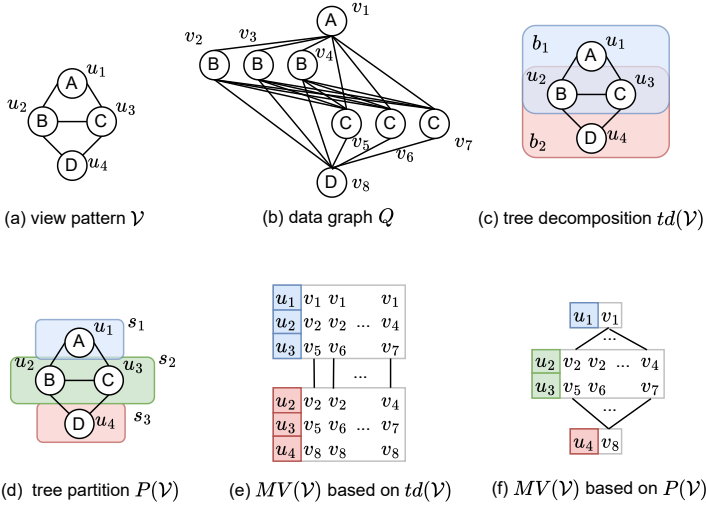 A u₁
u₂ B C u₃
D u₄
(a) view pattern 𝒱
A v₁
v₂ v₃ v₄
B B B
C C C
v₅ v₆ v₇
D v₈
(b) data graph Q
b₁ u₁
A
u₂ B C u₃
b₂ D u₄
(c) tree decomposition td(𝒱)
u₁ s₁
A
u₂ B C u₃ s₂
D u₄ s₃
(d) tree partition P(𝒱)
u₁ v₁ v₁ v₁
u₂ v₂ v₂ ... v₄
u₃ v₅ v₆ v₇
...
u₂ v₂ v₂ v₄
u₃ v₅ v₆ ... v₇
u₄ v₈ v₈ v₈
(e) MV(𝒱) based on td(𝒱)
u₁ v₁
...
u₂ v₂ v₂ ... v₄
u₃ v₅ v₆ v₇
...
u₄ v₈
(f) MV(𝒱) based on P(𝒱)